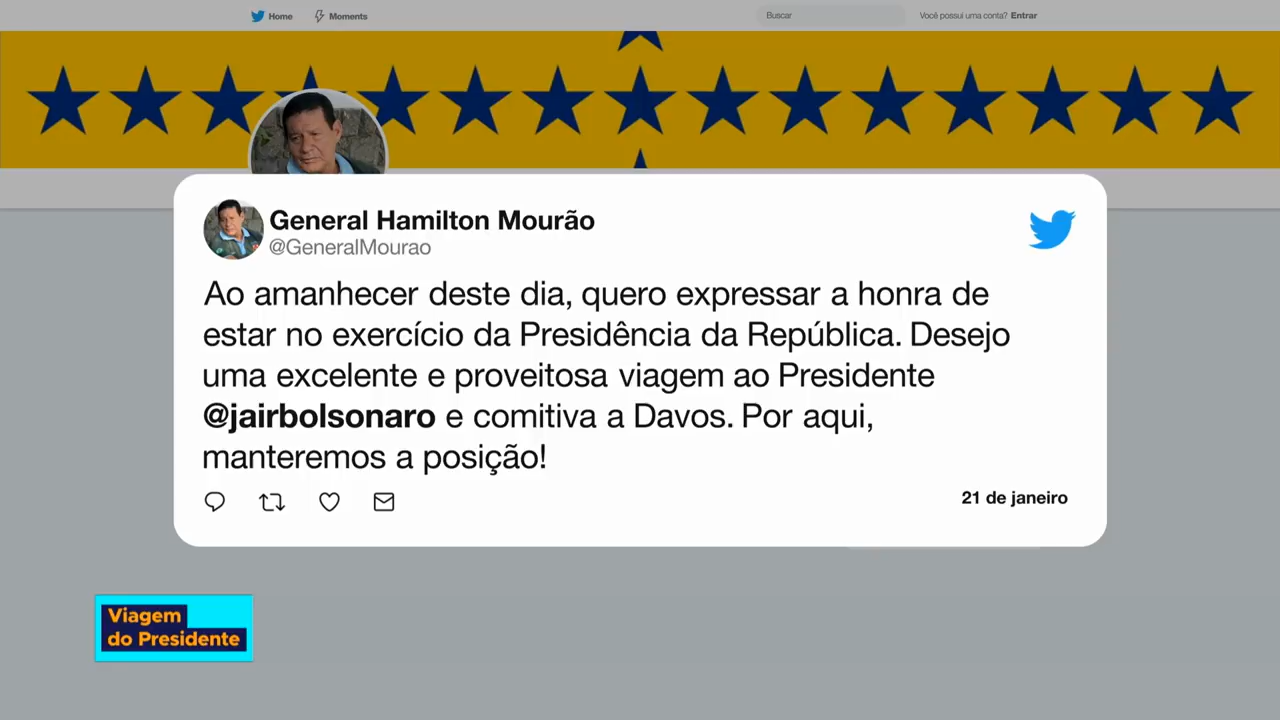 Home Moments Buscar Você possui uma conta? Entrar
General Hamilton Mourão
@GeneralMourao
Ao amanhecer deste dia, quero expressar a honra de
estar no exercício da Presidência da República. Desejo
uma excelente e proveitosa viagem ao Presidente
@jairbolsonaro e comitiva a Davos. Por aqui,
manteremos a posição!
21 de janeiro
Viagem
do Presidente